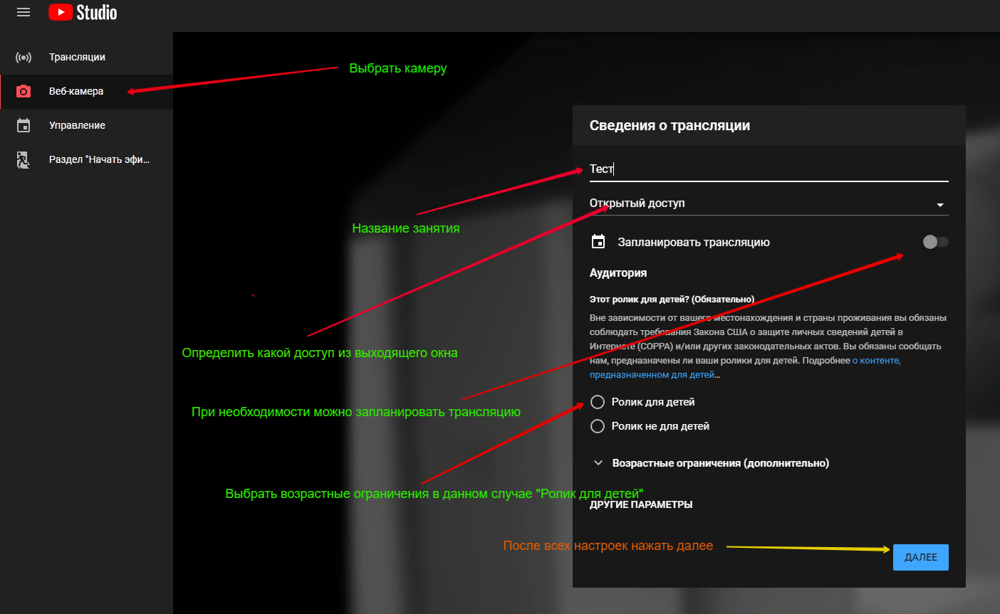 Studio
Трансляции
Веб-камера
Управление
Раздел "Начать эфи...
Выбрать камеру
Сведения о трансляции
Тест
Открытый доступ
Название занятия
Запланировать трансляцию
Аудитория
Этот ролик для детей? (Обязательно)
Вне зависимости от вашего местонахождения и страны проживания вы обязаны
соблюдать требования Закона США о защите личных сведений детей в
Интернете (COPPA) и/или других законодательных актов. Вы обязаны сообщать
нам, предназначены ли ваши ролики для детей. Подробнее о контенте,
предназначенном для детей...
Определить какой доступ из выходящего окна
При необходимости можно запланировать трансляцию
Ролик для детей
Ролик не для детей
Возрастные ограничения (дополнительно)
Выбрать возрастные ограничения в данном случае "Ролик для детей"
ДРУГИЕ ПАРАМЕТРЫ
После всех настроек нажать далее
ДАЛЕЕ